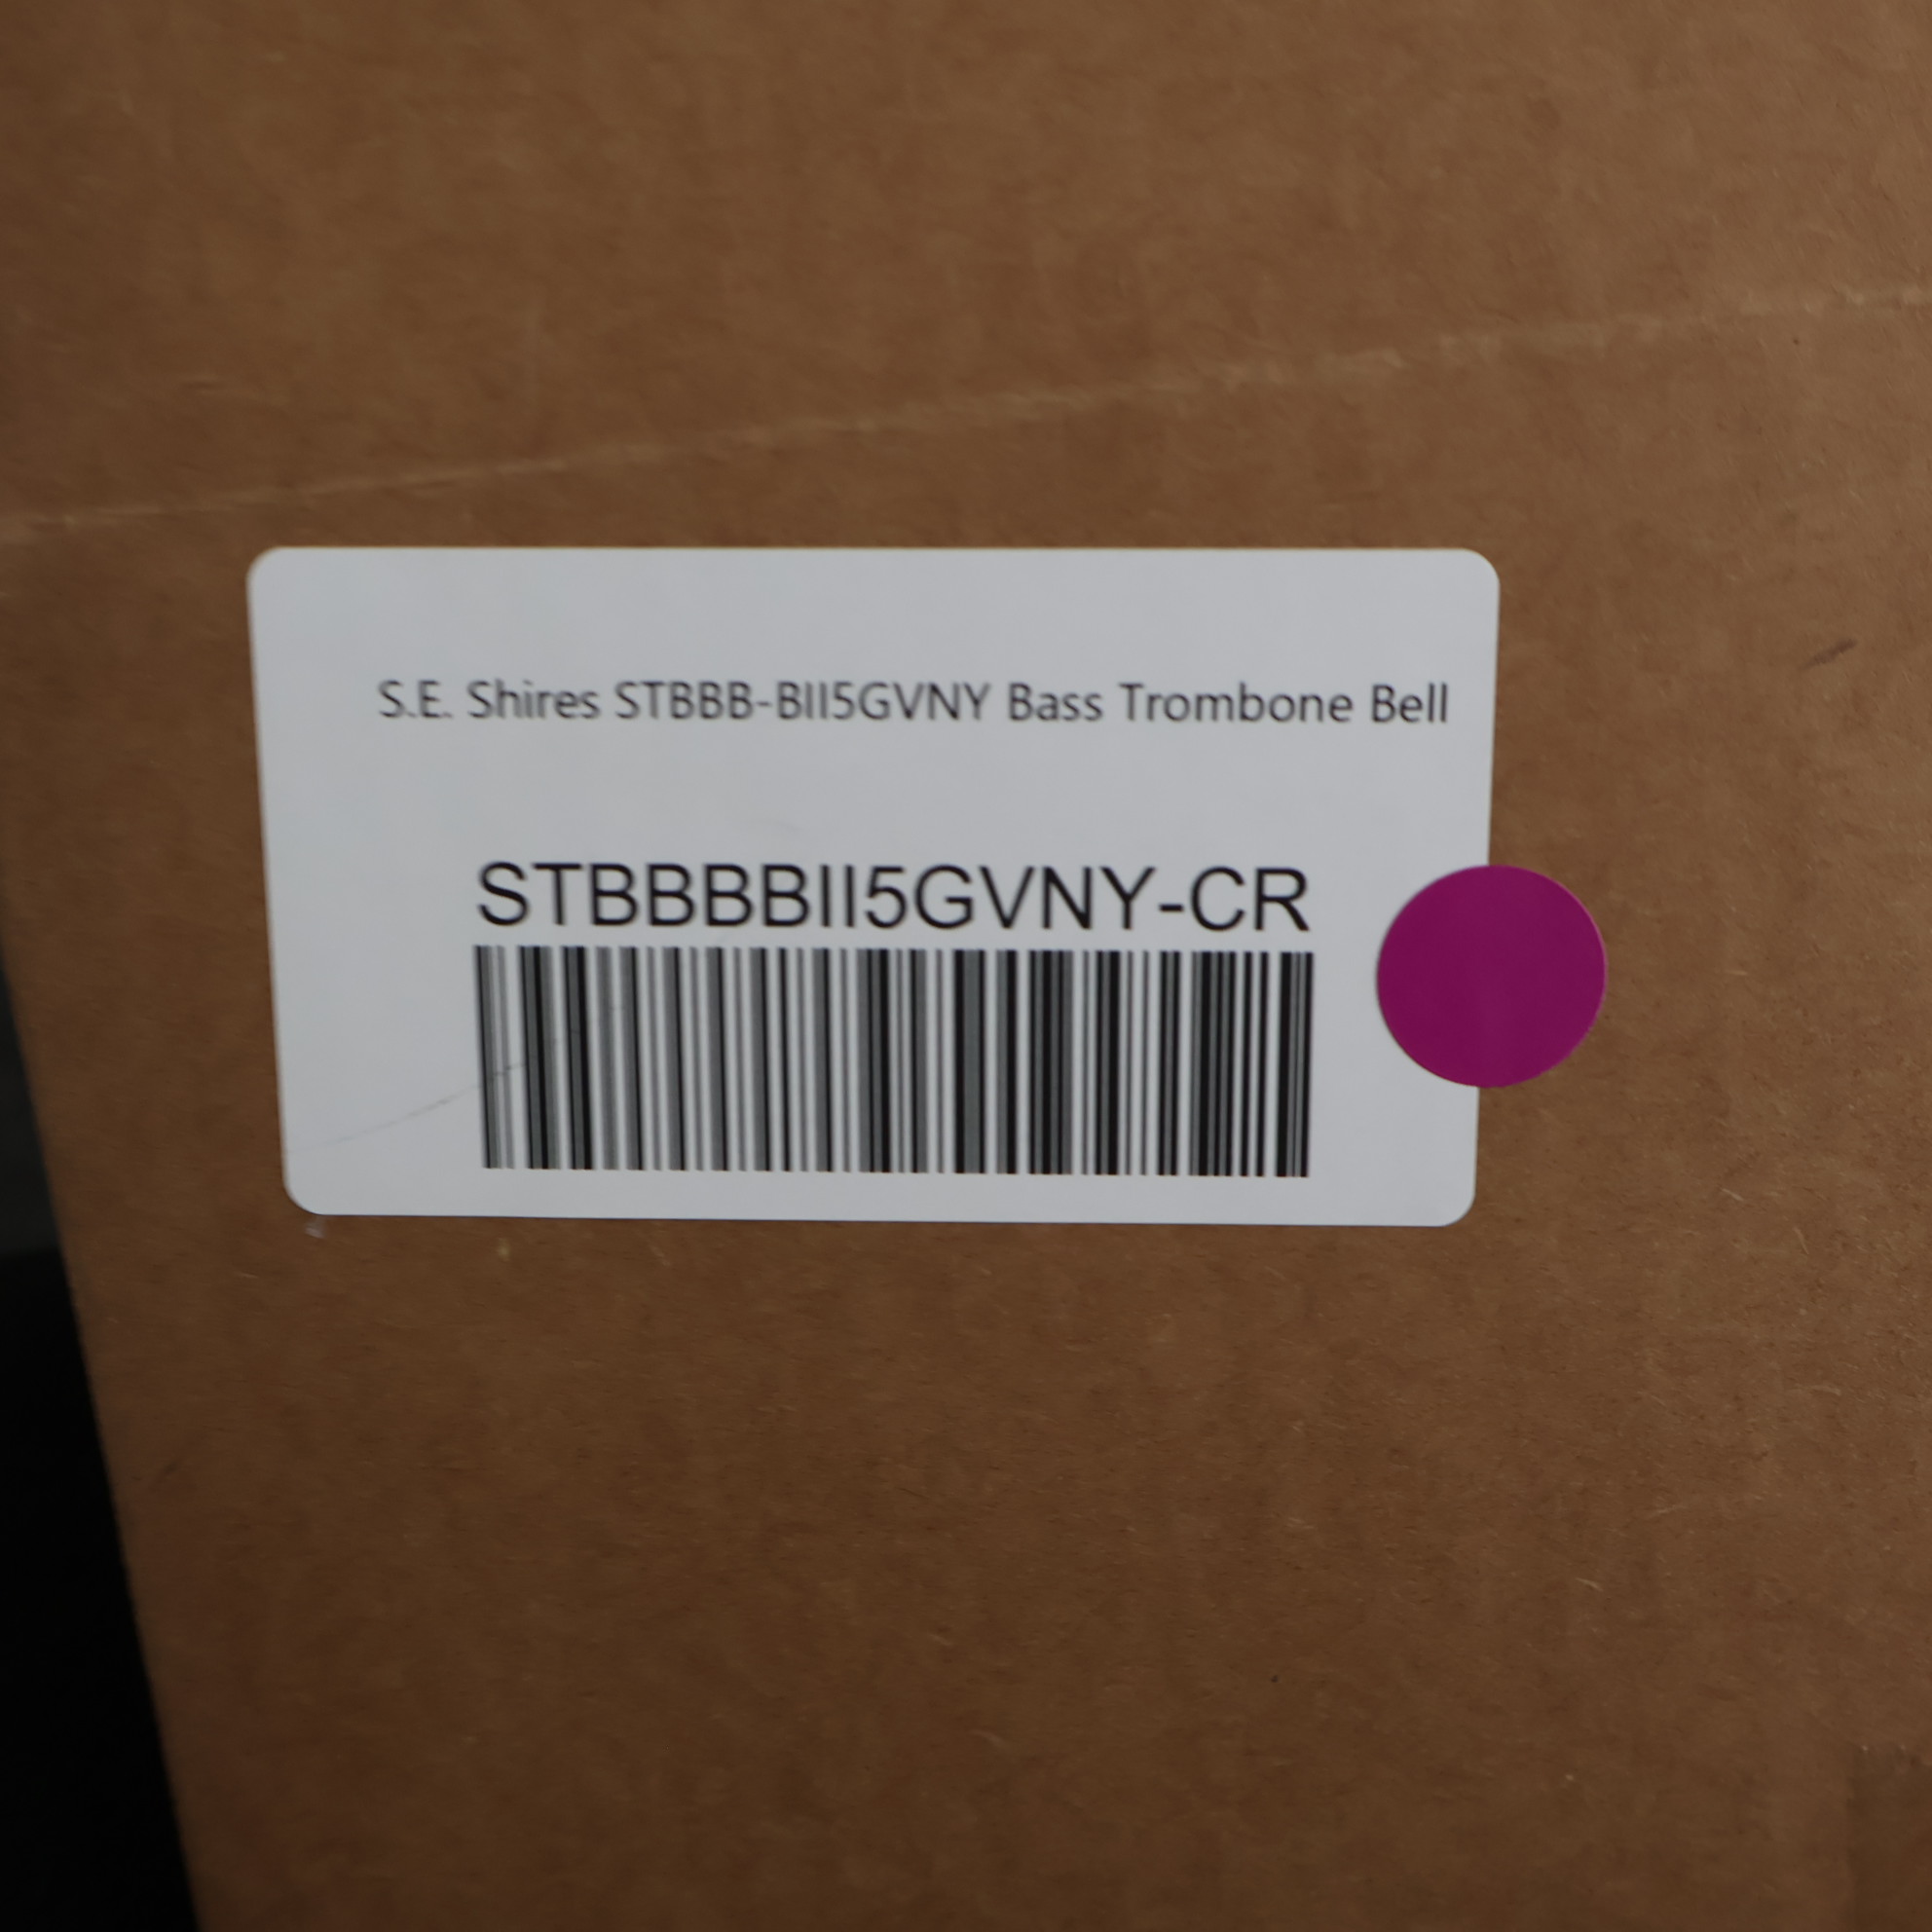 S.E. Shires STBBB-BII5GVNY Bass Trombone Bell
STBBBBII5GVNY-CR